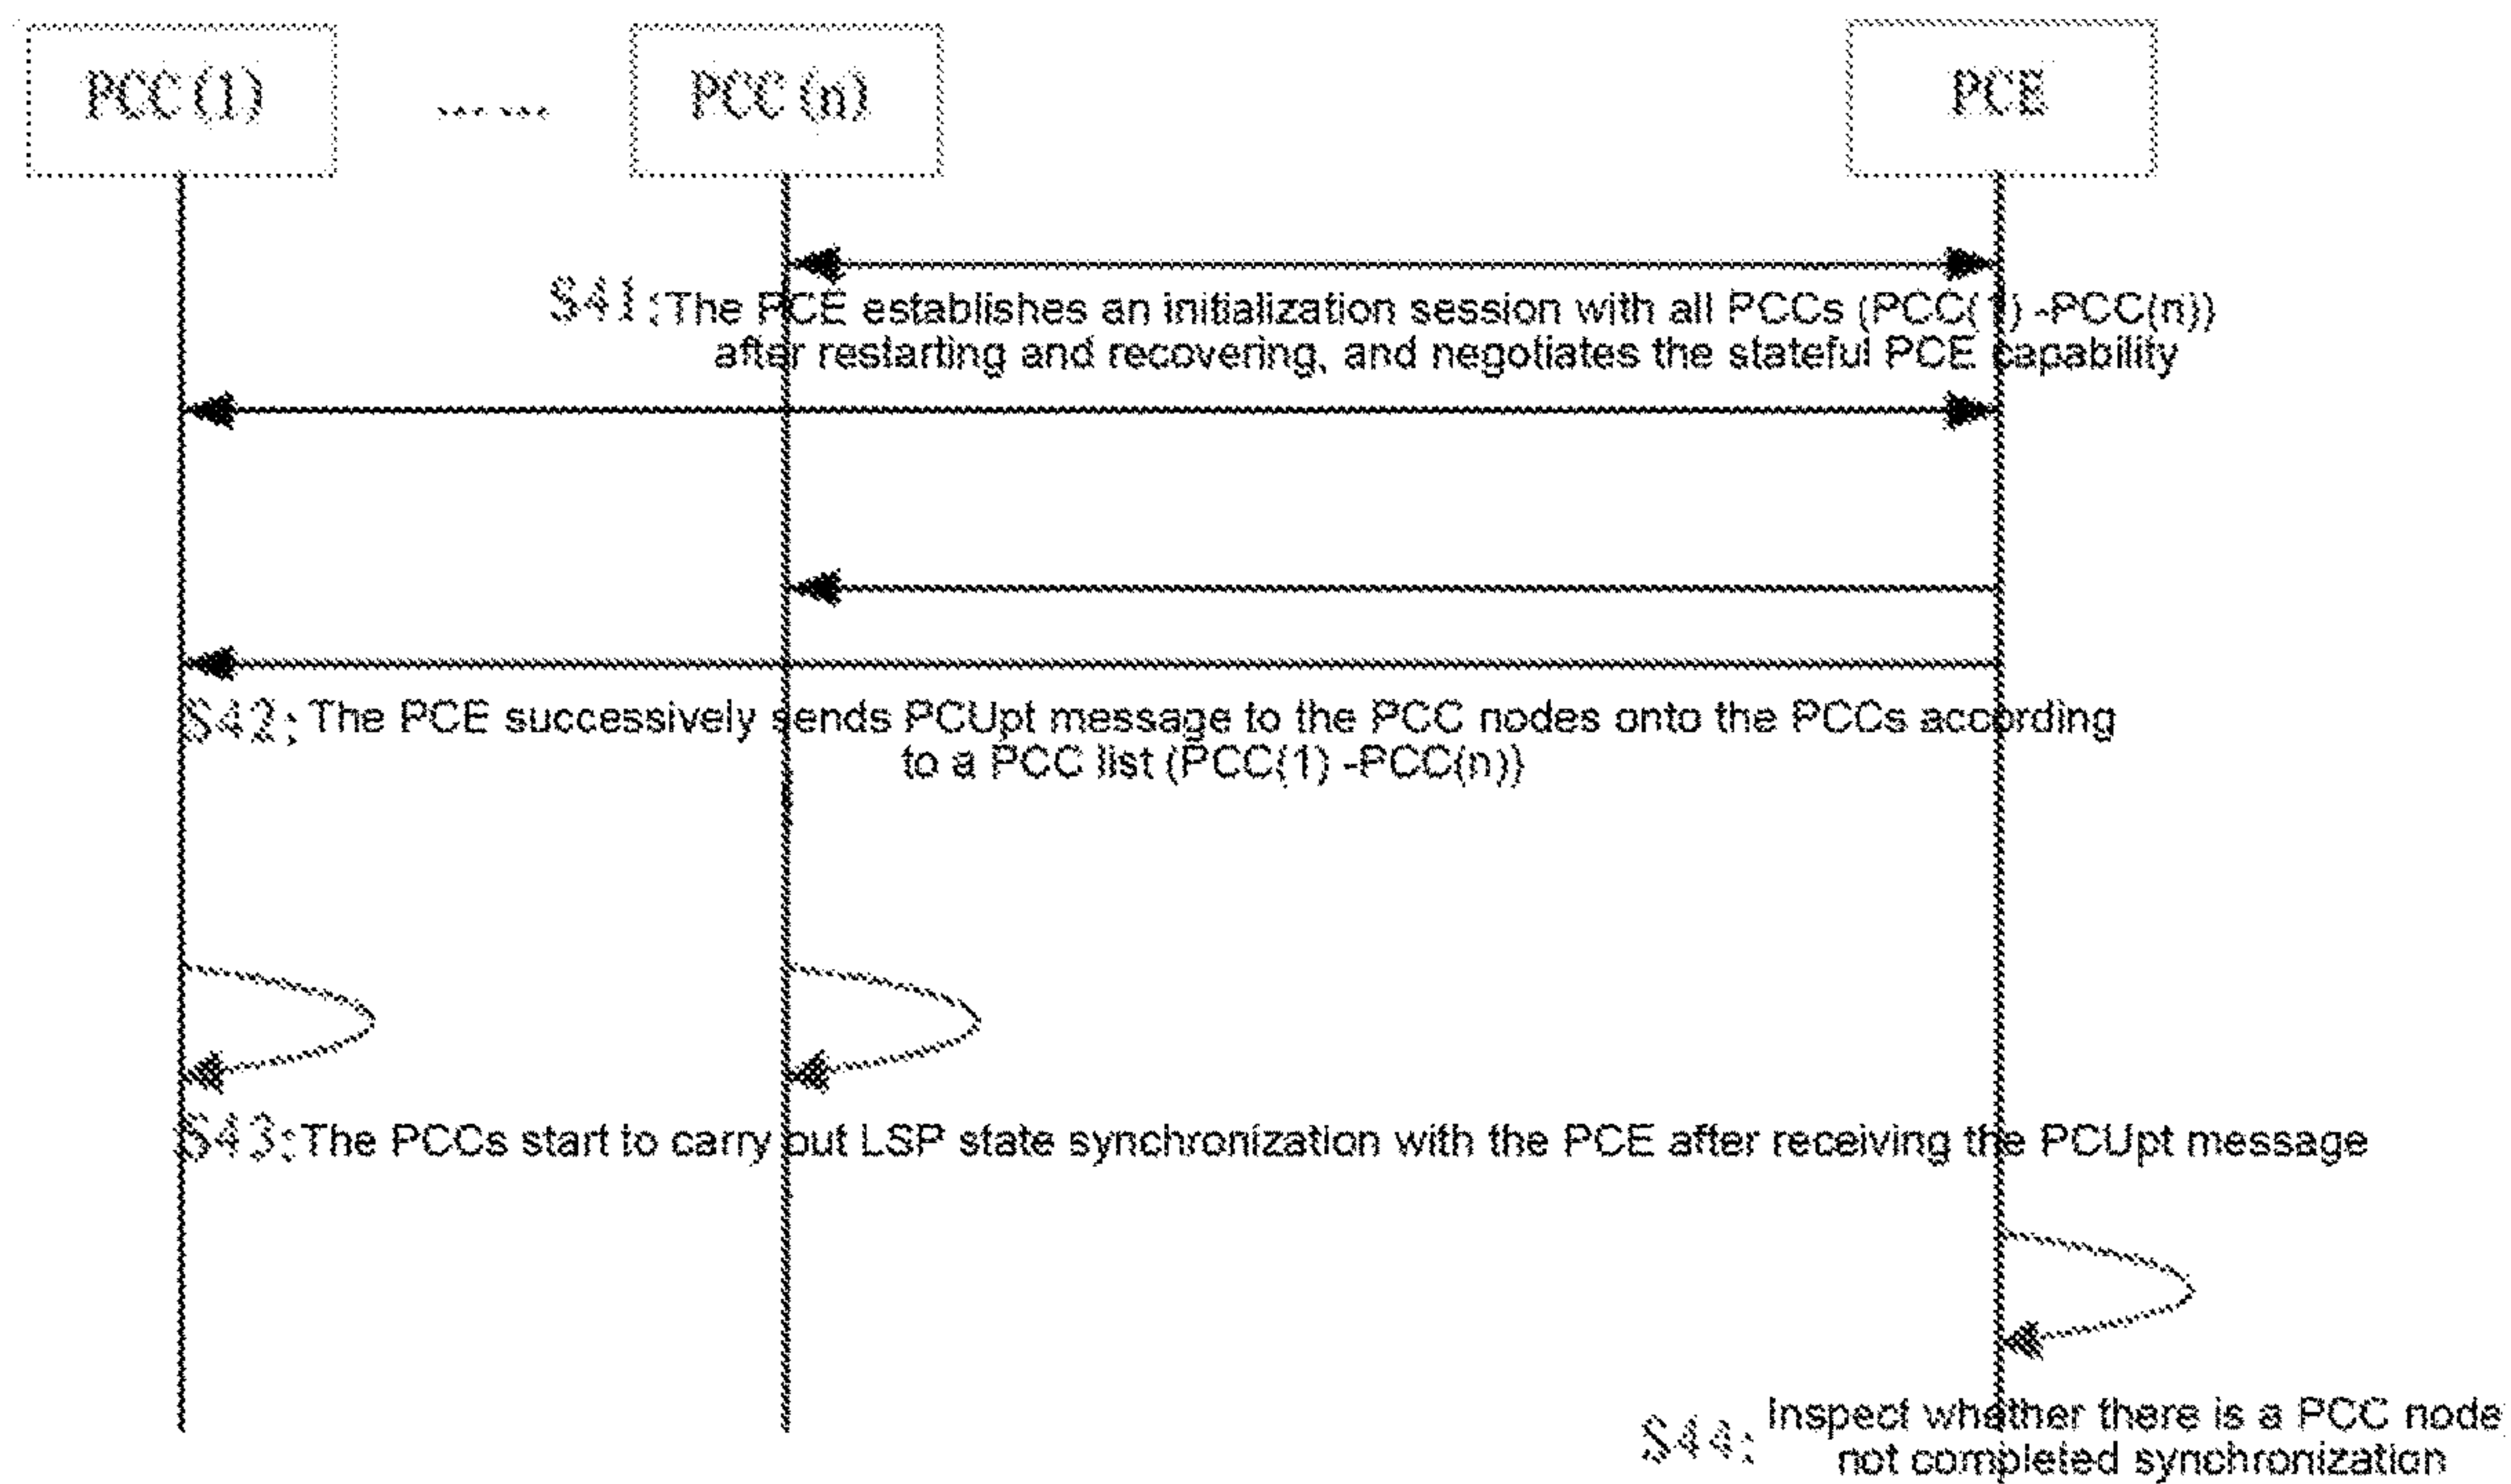 PCC(1) ...... PCC(n) PCE
S41:The PCE establishes an initialization session with all PCCs (PCC(1) -PCC(n))
after restarting and recovering, and negotiates the stateful PCE capability
S42: The PCE successively sends PCUpt message to the PCC nodes onto the PCCs according
to a PCC list (PCC(1) -PCC(n))
S43:The PCCs start to carry out LSP state synchronization with the PCE after receiving the PCUpt message
S44: Inspect whether there is a PCC node
not completed synchronization